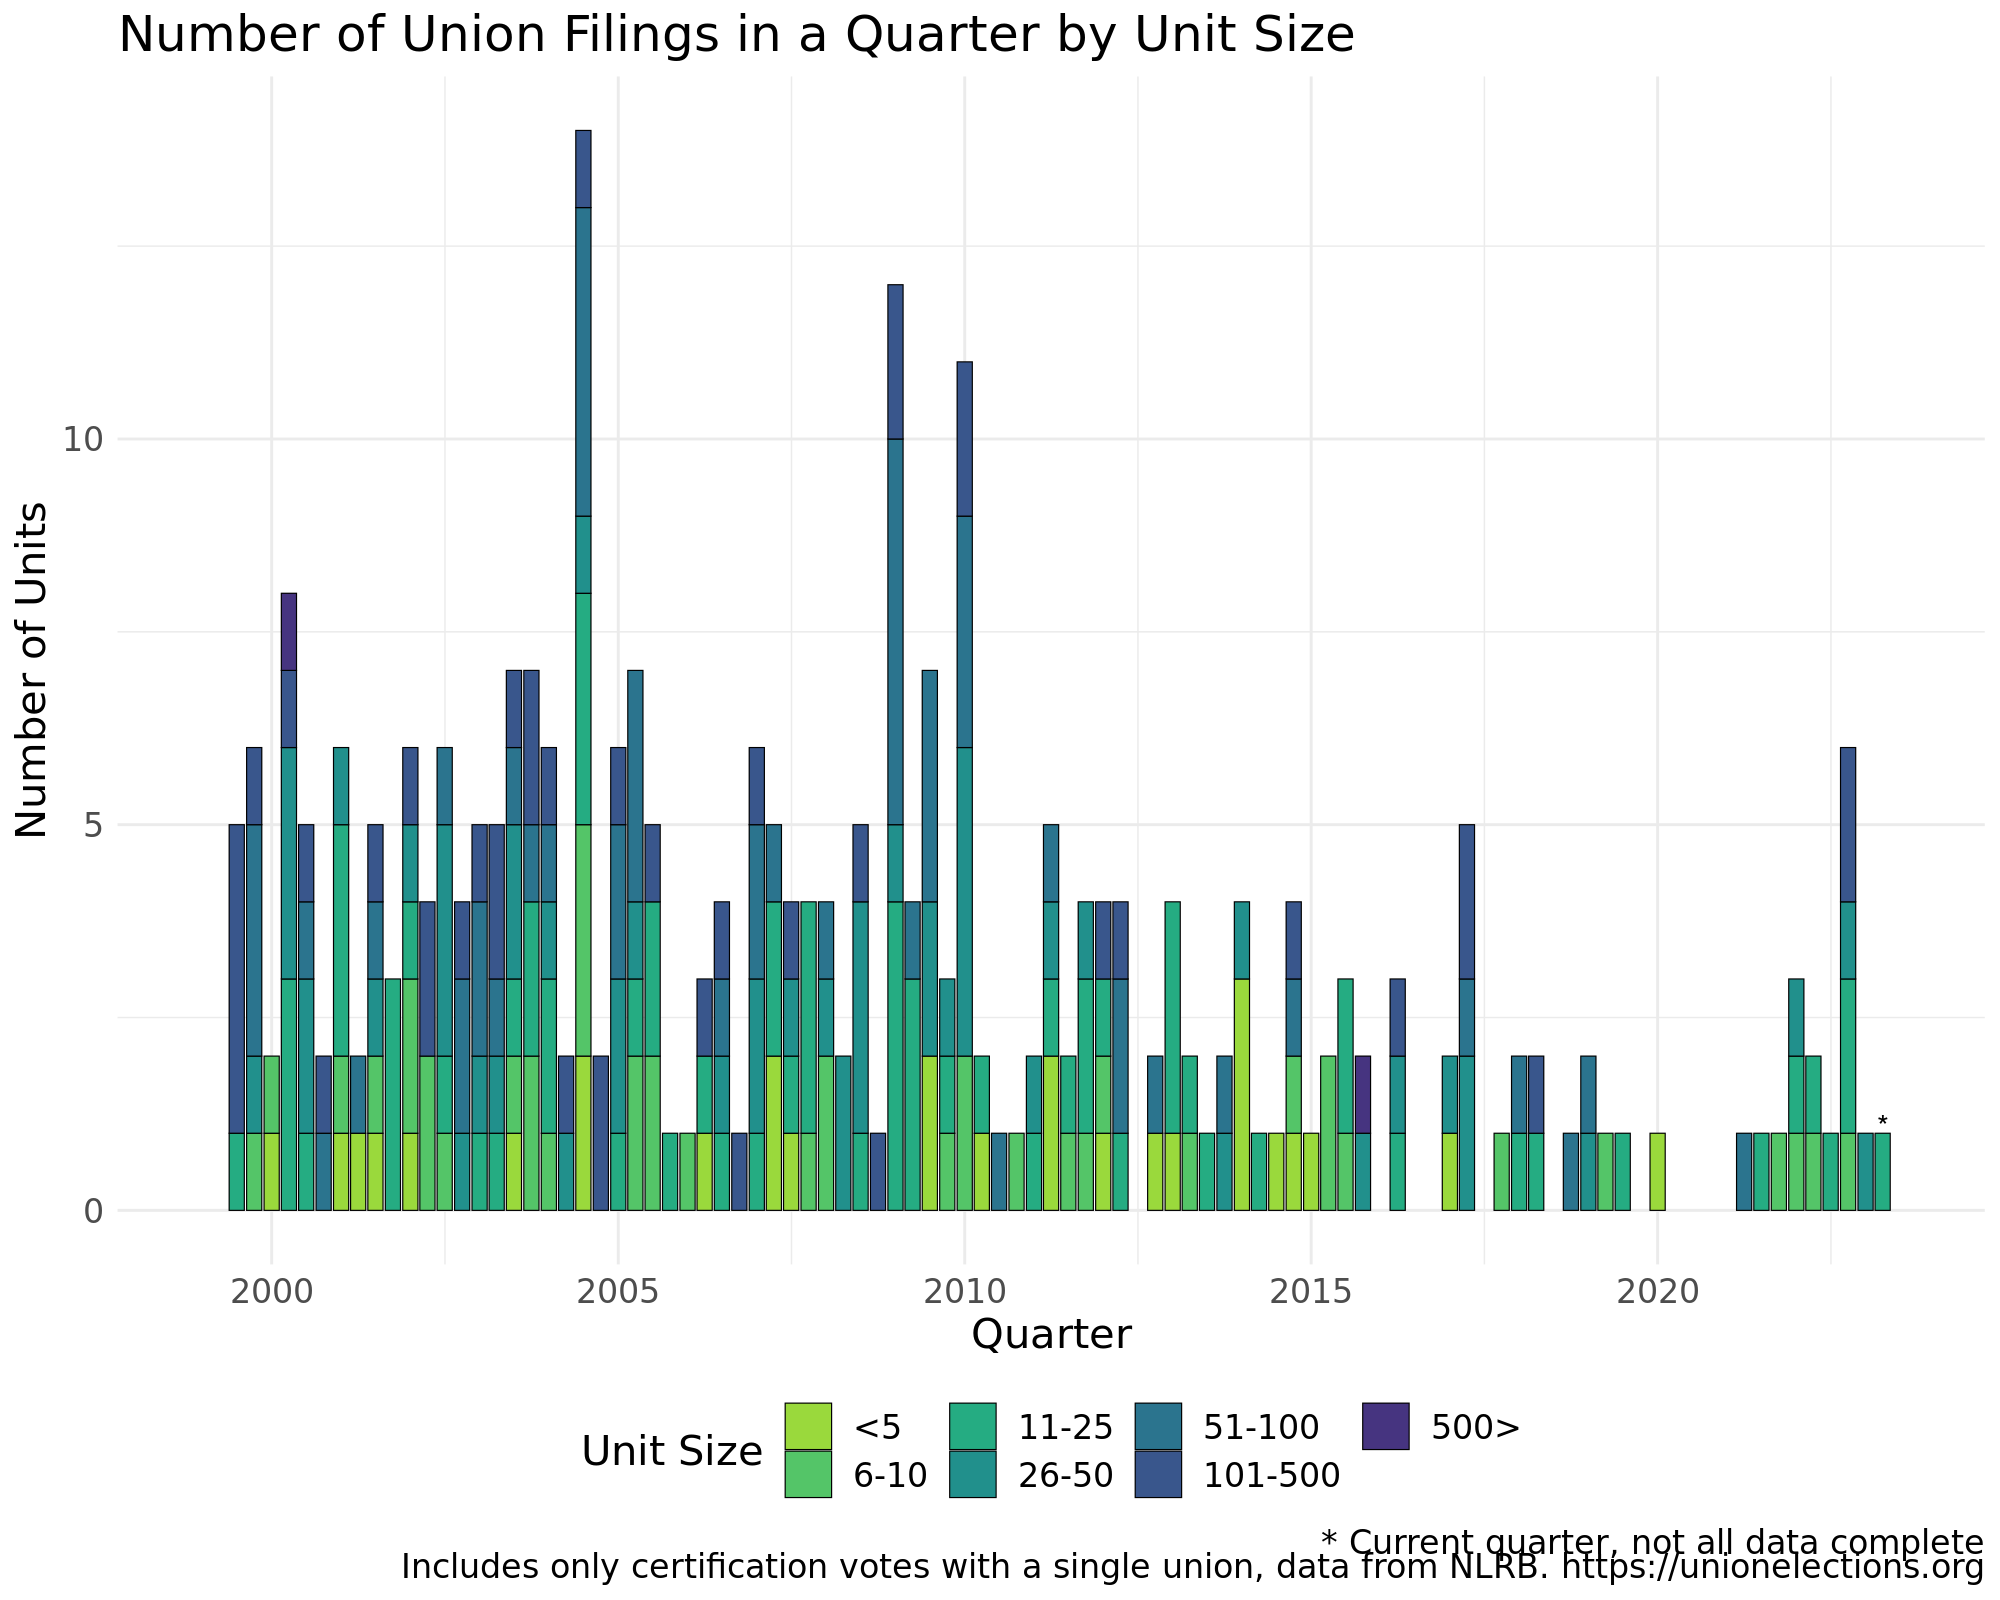 Number of Union Filings in a Quarter by Unit Size
Number of Units
10
5
0
*
2000 2005 2010 2015 2020
Quarter
Unit Size
<5 11-25 51-100 500>
6-10 26-50 101-500
* Current quarter, not all data complete
Includes only certification votes with a single union, data from NLRB. https://unionelections.org